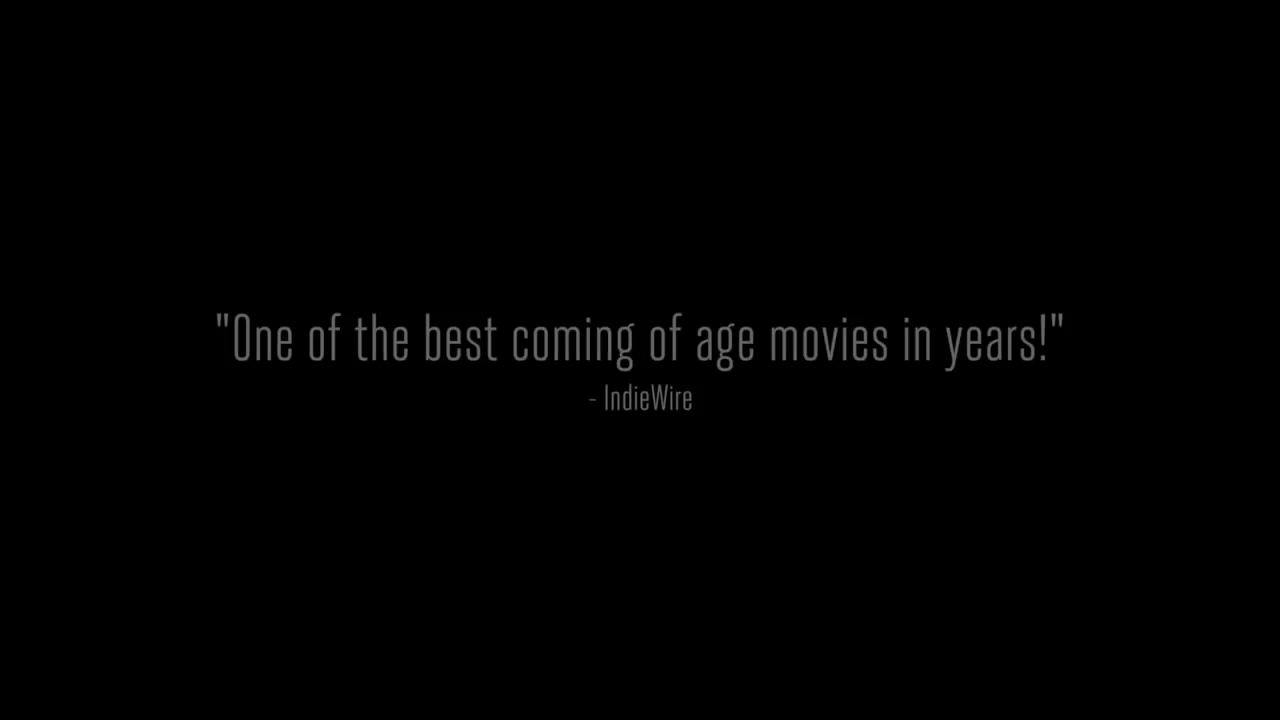 "One of the best coming of age movies in years!"
- IndieWire